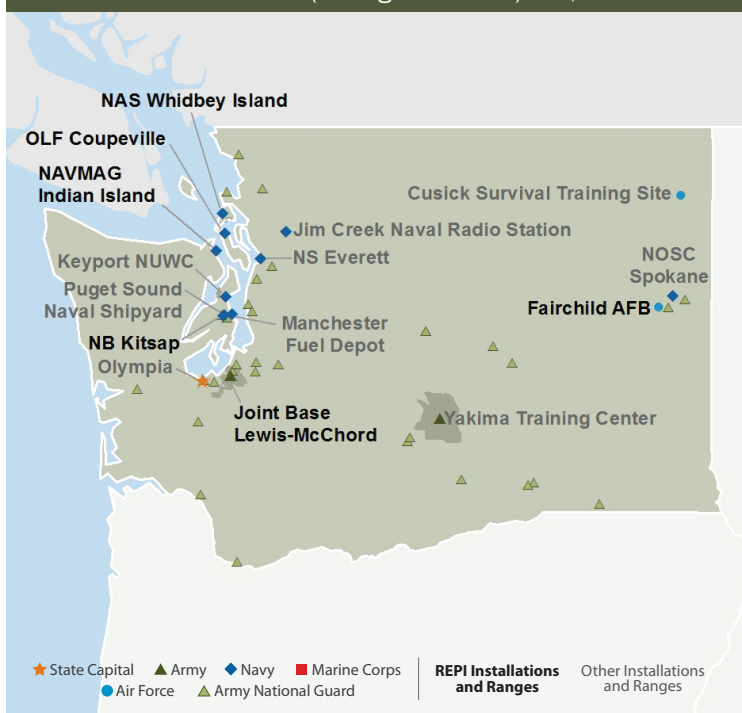 NAS Whidbey Island
OLF Coupeville
NAVMAG
Indian Island
Cusick Survival Training Site
Jim Creek Naval Radio Station
NS Everett
NOSC
Spokane
Keyport NUWC
Puget Sound
Naval Shipyard
Fairchild AFB
NB Kitsap
Manchester
Fuel Depot
Olympia
Joint Base
Lewis-McChord
Yakima Training Center
State Capital
Army
Navy
Marine Corps
Air Force
Army National Guard
REPI Installations
and Ranges
Other Installations
and Ranges